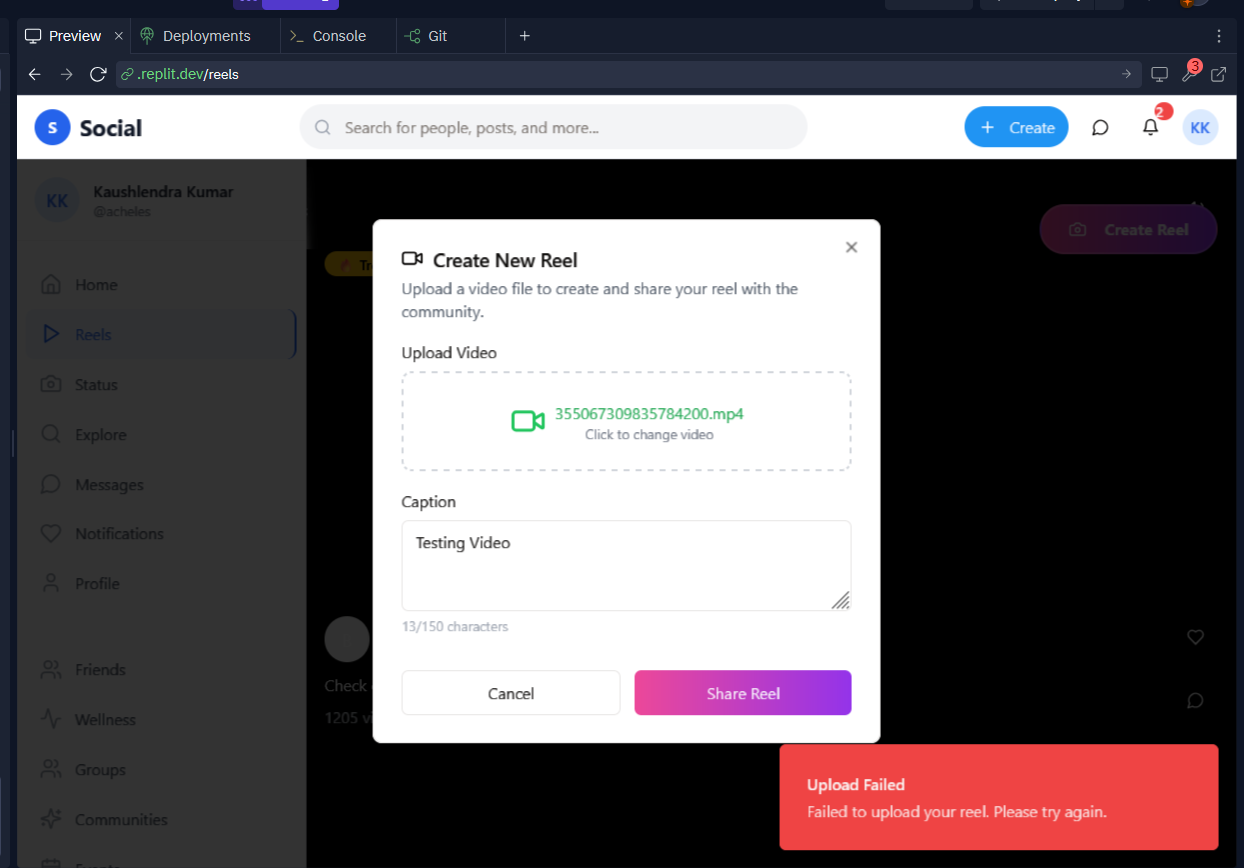 Preview
Deployments
Console
Git
.replit.dev/reels
3
S
Social
Search for people, posts, and more...
Create
2
KK
KK
Kaushlendra Kumar
@acheles
Create Reel
Home
Reels
Status
Explore
Messages
Notifications
Profile
Friends
Wellness
Groups
Communities
Create New Reel
Upload a video file to create and share your reel with the
community.
Upload Video
355067309835784200.mp4
Click to change video
Caption
Testing Video
13/150 characters
Cancel
Share Reel
Check
1205
Upload Failed
Failed to upload your reel. Please try again.